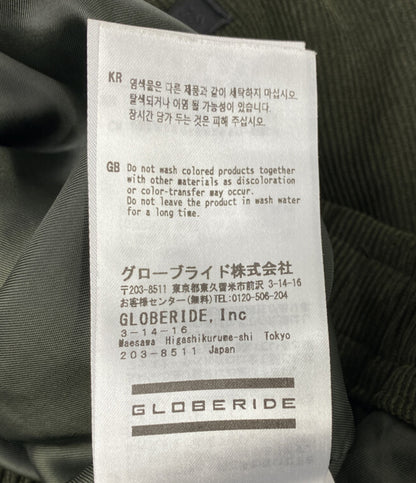 KR
염색물은 다른 제품과 같이 세탁하지 마십시오.
탈색되거나 이염 될 가능성이 있습니다.
장시간 담가 두는 것은 피해 주십시오.
GB Do not wash colored products together
with other materials as discoloration
or color-transfer may occur.
Do not leave the product in wash water
for a long time.
グローブライド株式会社
〒203-8511 東京都東久留米市前沢 3-14-16
お客様センター(無料)TEL:0120-506-204
GLOBERIDE, Inc
3-14-16
Maesawa Higashikurume-shi Tokyo
203-8511 Japan
GLOBERIDE